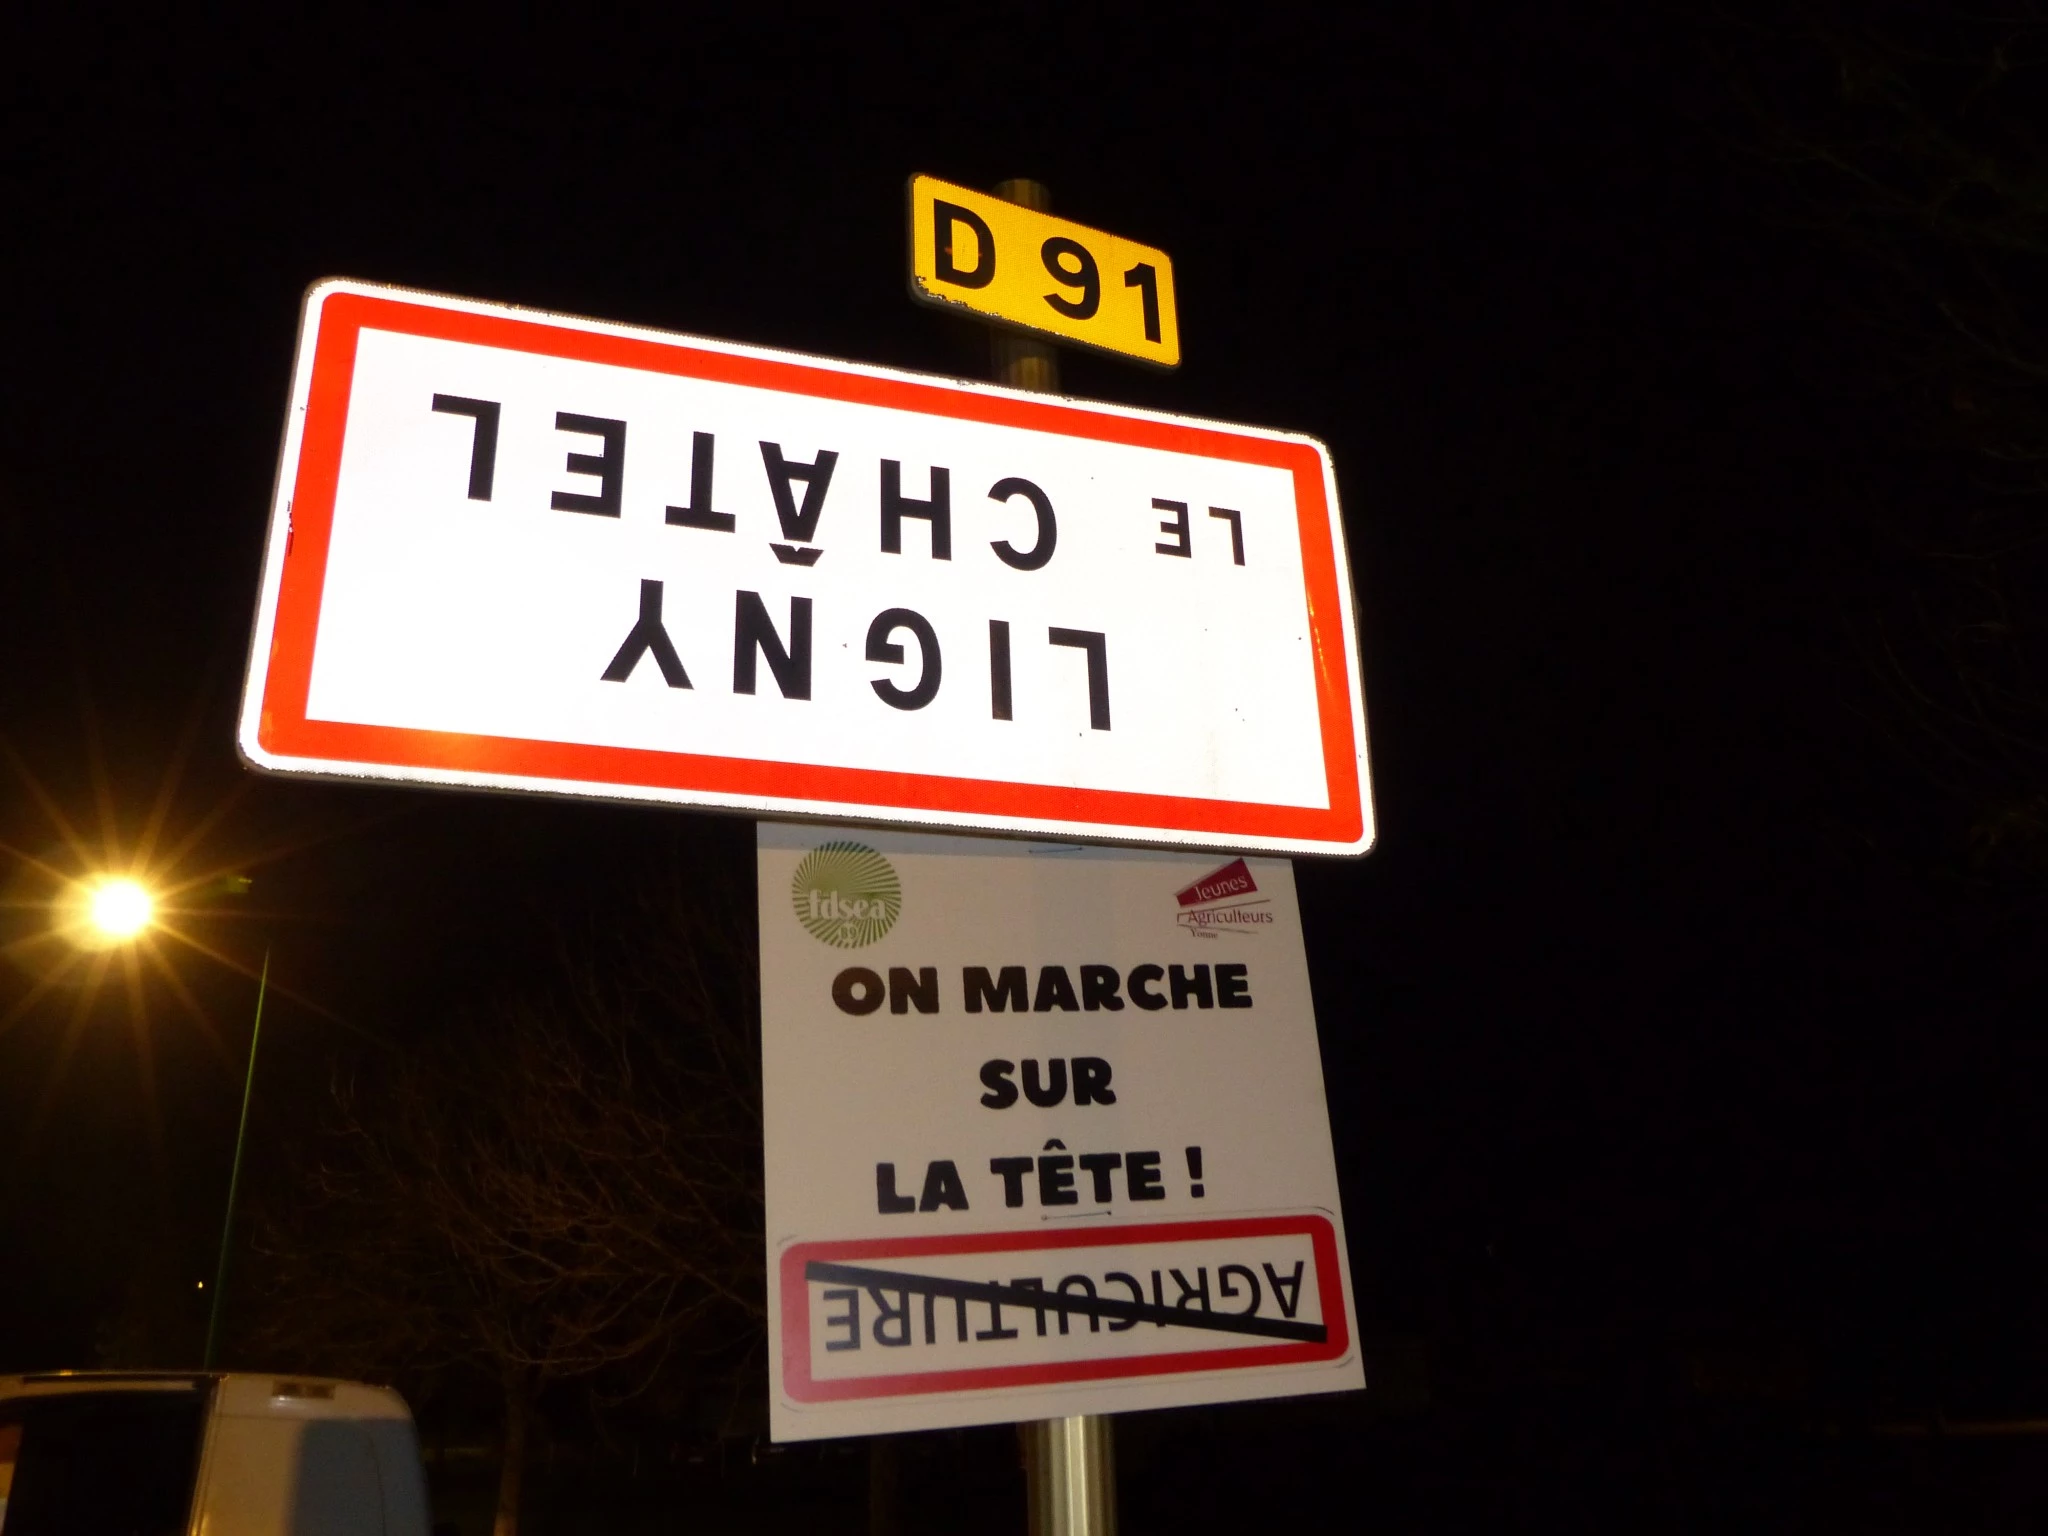 D 91
LIGNY
LE CHÂTEL
fdsea
89
Jeunes
Agriculteurs
Yonne
ON MARCHE
SUR
LA TÊTE !
AGRICULTURE